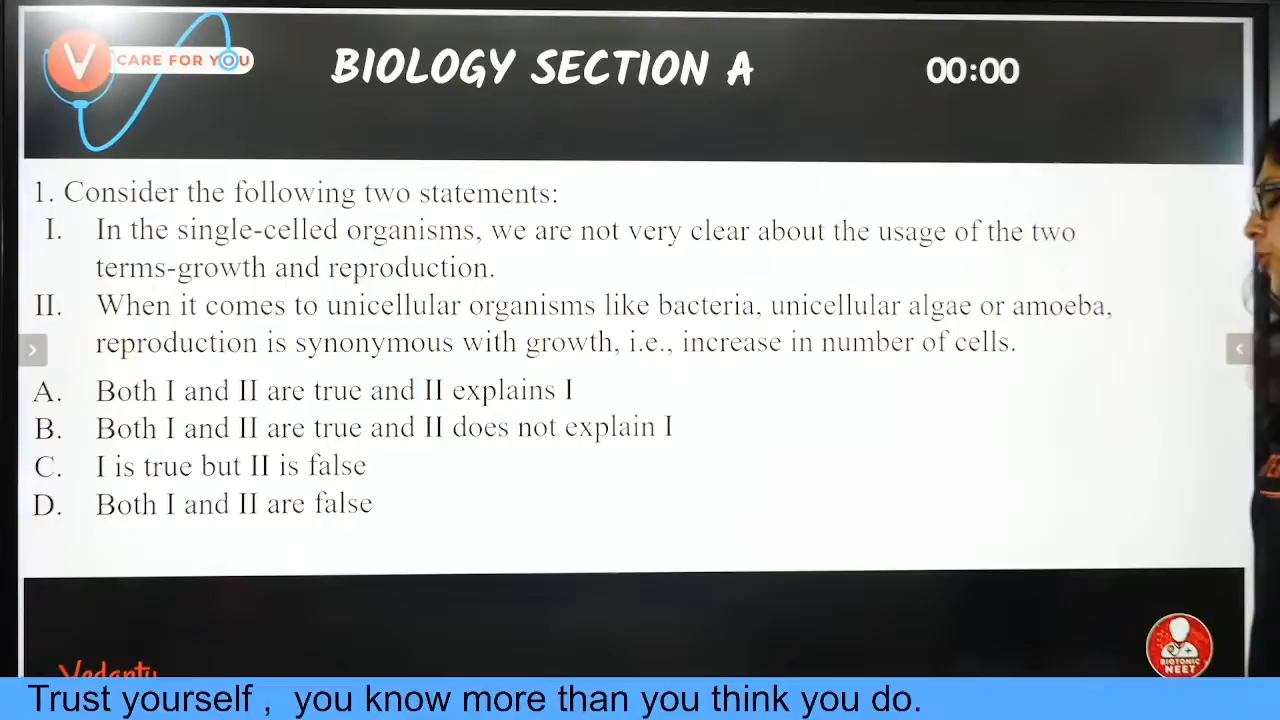 V CARE FOR YOU
BIOLOGY SECTION A
00:00
1. Consider the following two statements:
I. In the single-celled organisms, we are not very clear about the usage of the two
terms-growth and reproduction.
II. When it comes to unicellular organisms like bacteria, unicellular algae or amoeba,
reproduction is synonymous with growth, i.e., increase in number of cells.
A. Both I and II are true and II explains I
B. Both I and II are true and II does not explain I
C. I is true but II is false
D. Both I and II are false
Vedantu
BIOTONIC
NEET
Trust yourself , you know more than you think you do.